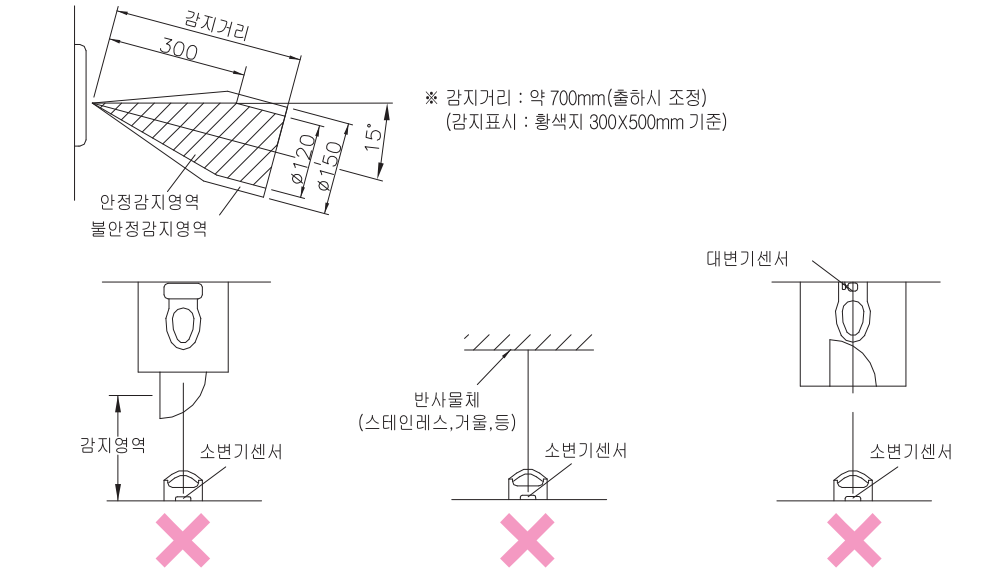 감지거리
300
※ 감지거리 : 약 700mm(출하시 조정)
(감지표시 : 황색지 300X500mm 기준)
15°
ø120
ø150
안정감지영역
불안정감지영역
대변기센서
반사물체
(스테인레스,거울,등)
감지영역
소변기센서
소변기센서
소변기센서